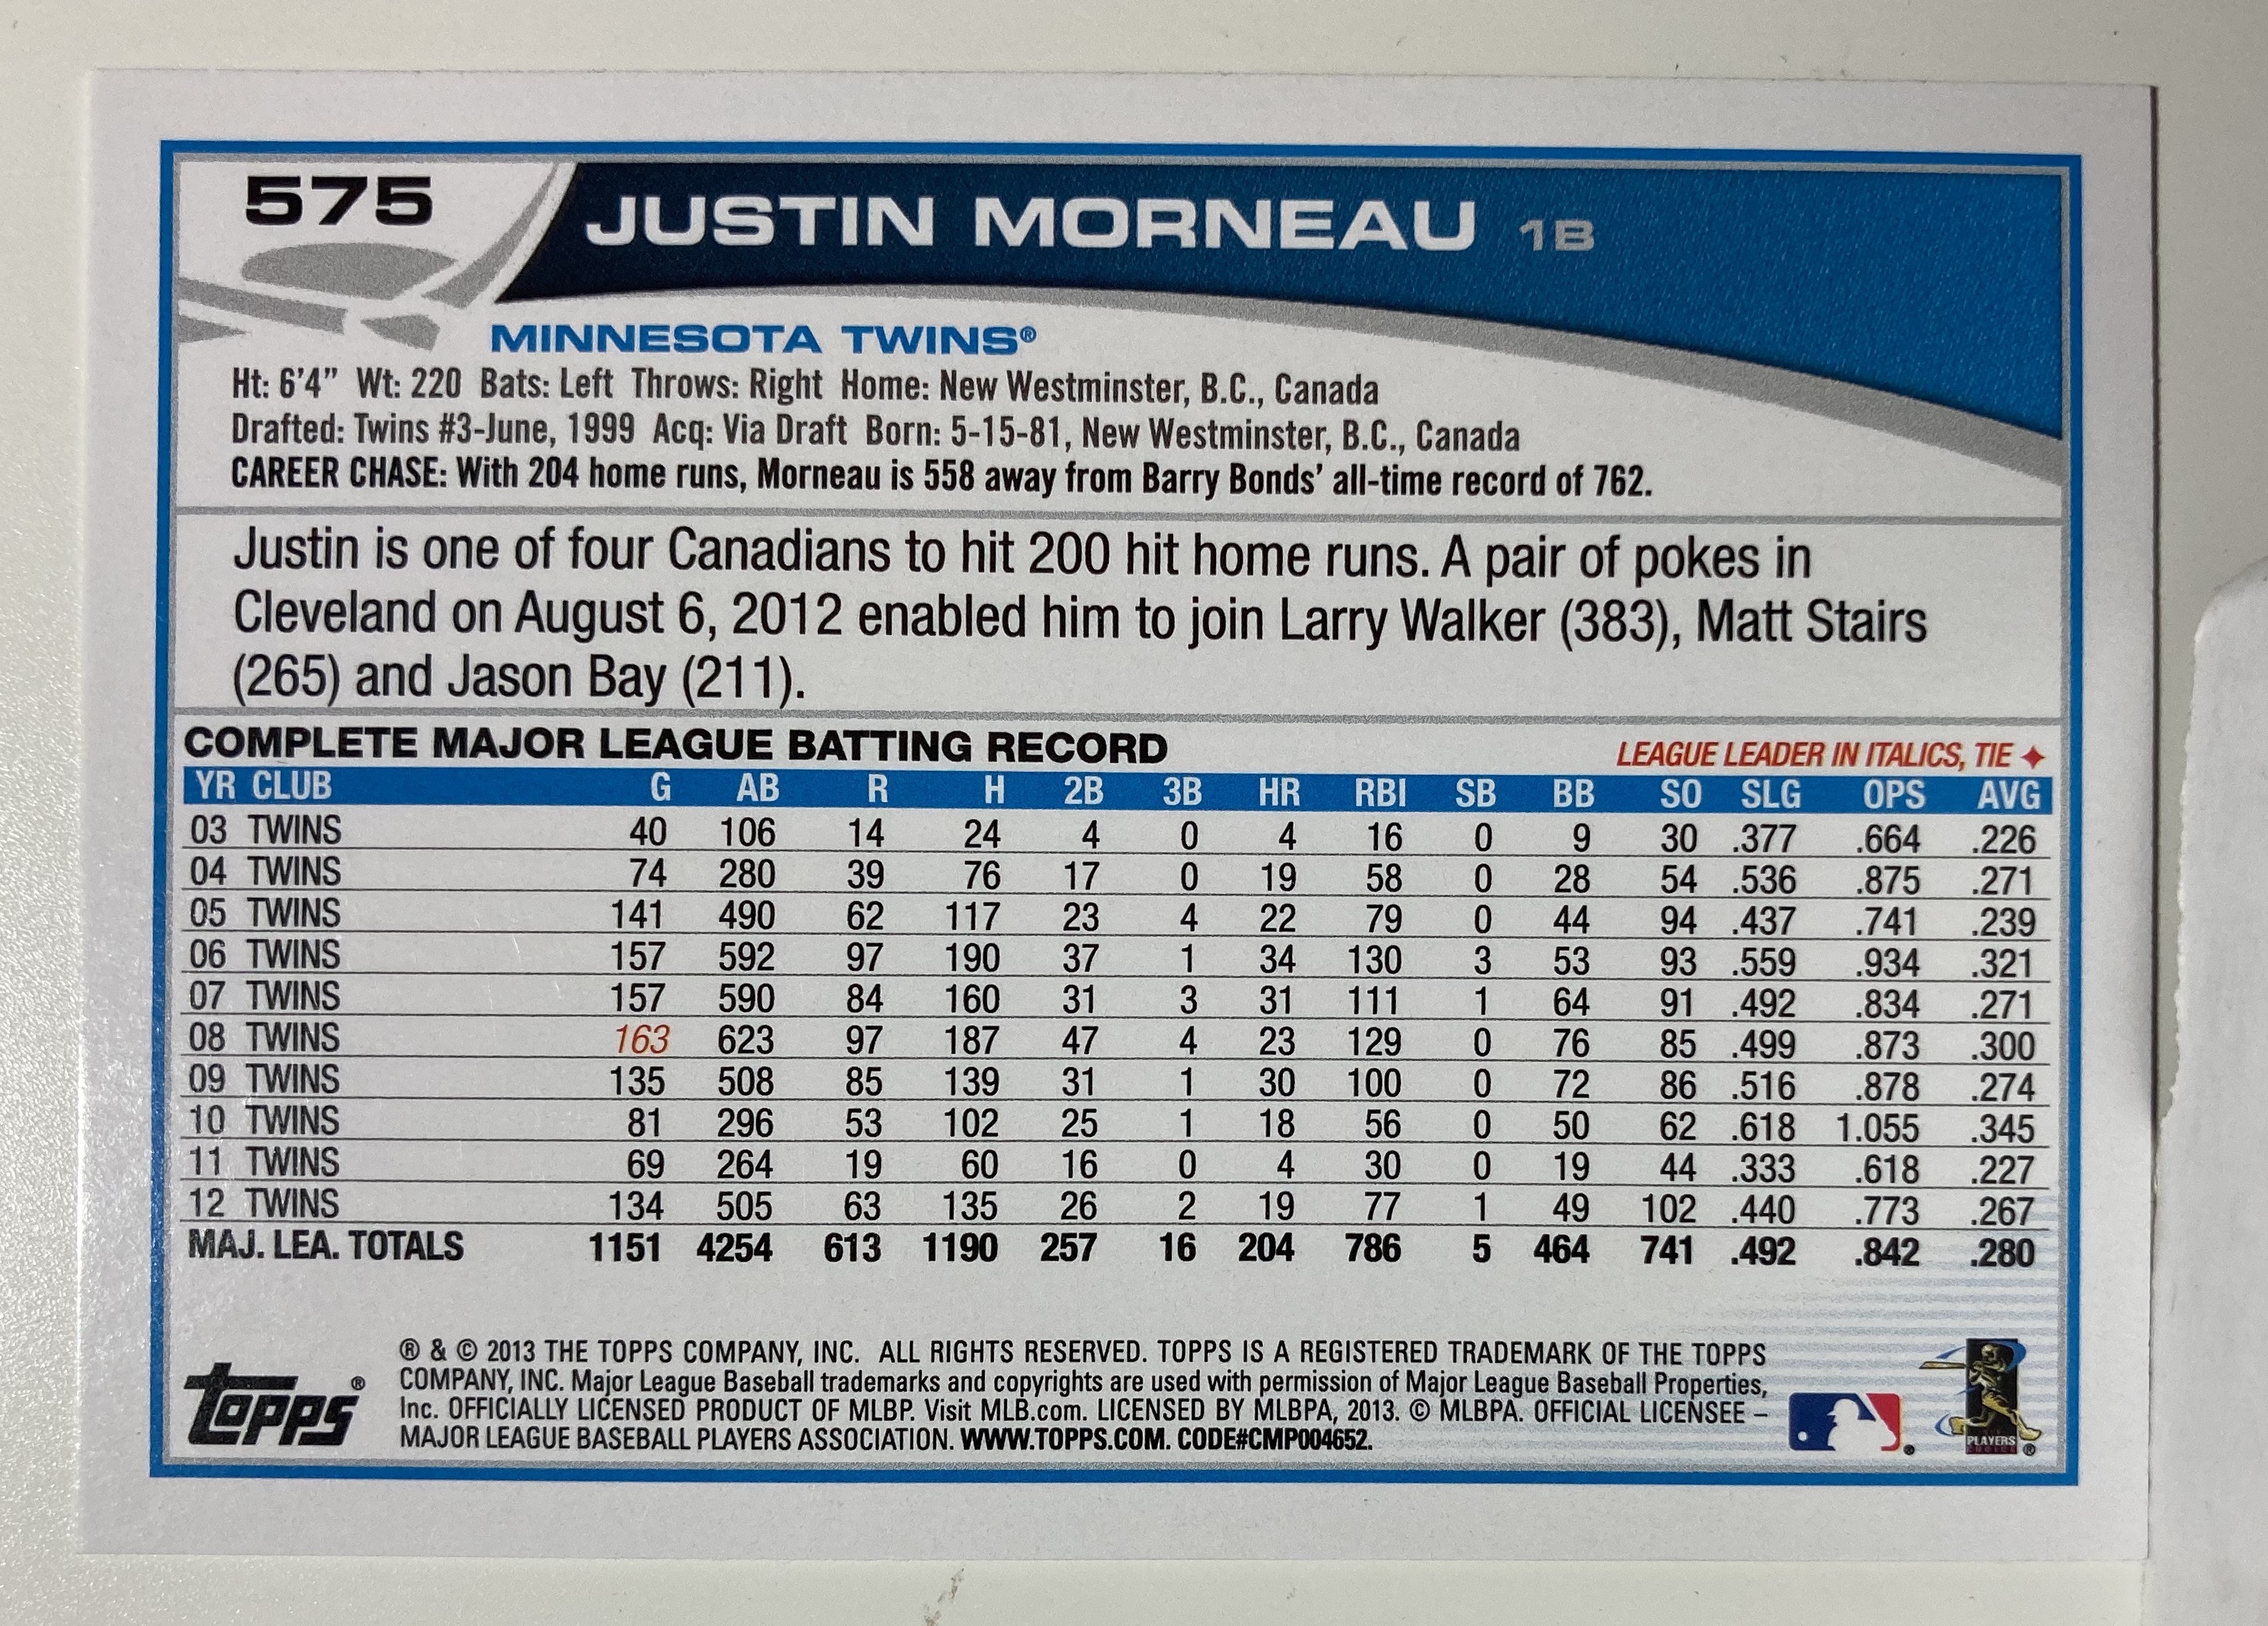 575
JUSTIN MORNEAU 1B
MINNESOTA TWINS®
Ht: 6'4" Wt: 220 Bats: Left Throws: Right Home: New Westminster, B.C., Canada
Drafted: Twins #3-June, 1999 Acq: Via Draft Born: 5-15-81, New Westminster, B.C., Canada
CAREER CHASE: With 204 home runs, Morneau is 558 away from Barry Bonds' all-time record of 762.
Justin is one of four Canadians to hit 200 hit home runs. A pair of pokes in
Cleveland on August 6, 2012 enabled him to join Larry Walker (383), Matt Stairs
(265) and Jason Bay (211).
COMPLETE MAJOR LEAGUE BATTING RECORD LEAGUE LEADER IN ITALICS, TIE ✦
YR CLUB G AB R H 2B 3B HR RBI SB BB SO SLG OPS AVG
03 TWINS 40 106 14 24 4 0 4 16 0 9 30 .377 .664 .226
04 TWINS 74 280 39 76 17 0 19 58 0 28 54 .536 .875 .271
05 TWINS 141 490 62 117 23 4 22 79 0 44 94 .437 .741 .239
06 TWINS 157 592 97 190 37 1 34 130 3 53 93 .559 .934 .321
07 TWINS 157 590 84 160 31 3 31 111 1 64 91 .492 .834 .271
08 TWINS 163 623 97 187 47 4 23 129 0 76 85 .499 .873 .300
09 TWINS 135 508 85 139 31 1 30 100 0 72 86 .516 .878 .274
10 TWINS 81 296 53 102 25 1 18 56 0 50 62 .618 1.055 .345
11 TWINS 69 264 19 60 16 0 4 30 0 19 44 .333 .618 .227
12 TWINS 134 505 63 135 26 2 19 77 1 49 102 .440 .773 .267
MAJ. LEA. TOTALS 1151 4254 613 1190 257 16 204 786 5 464 741 .492 .842 .280
topps®
® & © 2013 THE TOPPS COMPANY, INC. ALL RIGHTS RESERVED. TOPPS IS A REGISTERED TRADEMARK OF THE TOPPS
COMPANY, INC. Major League Baseball trademarks and copyrights are used with permission of Major League Baseball Properties,
Inc. OFFICIALLY LICENSED PRODUCT OF MLBP. Visit MLB.com. LICENSED BY MLBPA, 2013. © MLBPA. OFFICIAL LICENSEE –
MAJOR LEAGUE BASEBALL PLAYERS ASSOCIATION. WWW.TOPPS.COM. CODE#CMP004652.
PLAYERS
®